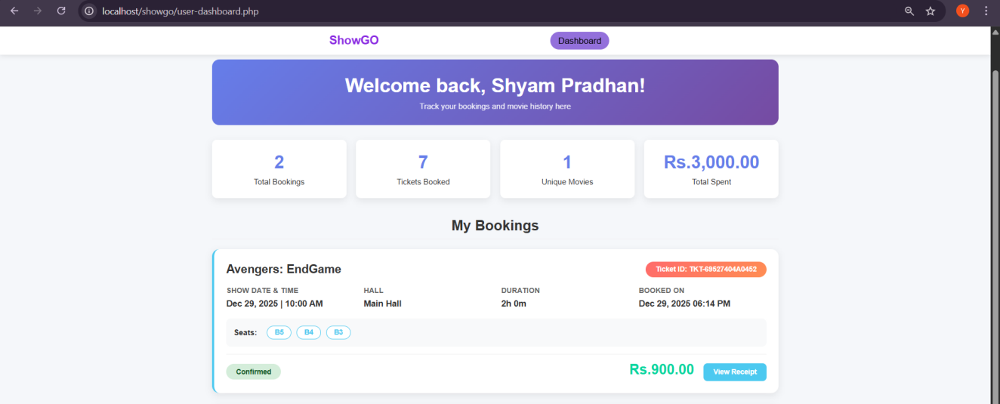 localhost/showgo/user-dashboard.php
Y
ShowGO
Dashboard
Welcome back, Shyam Pradhan!
Track your bookings and movie history here
2
Total Bookings
7
Tickets Booked
1
Unique Movies
Rs.3,000.00
Total Spent
My Bookings
Avengers: EndGame
Ticket ID: TKT-69527404A0452
SHOW DATE & TIME
Dec 29, 2025 | 10:00 AM
HALL
Main Hall
DURATION
2h 0m
BOOKED ON
Dec 29, 2025 06:14 PM
Seats: B5 B4 B3
Confirmed
Rs.900.00
View Receipt